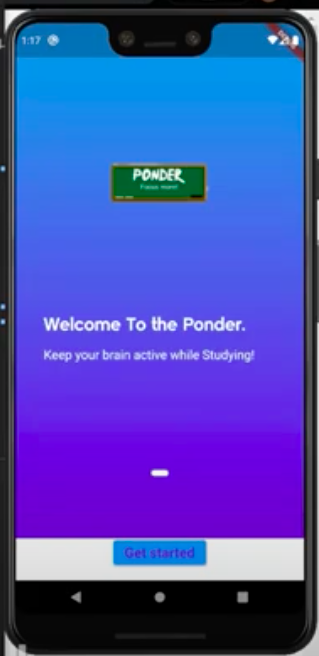 1:17
PONDER
Focus more!
Welcome To the Ponder.
Keep your brain active while Studying!
Get started